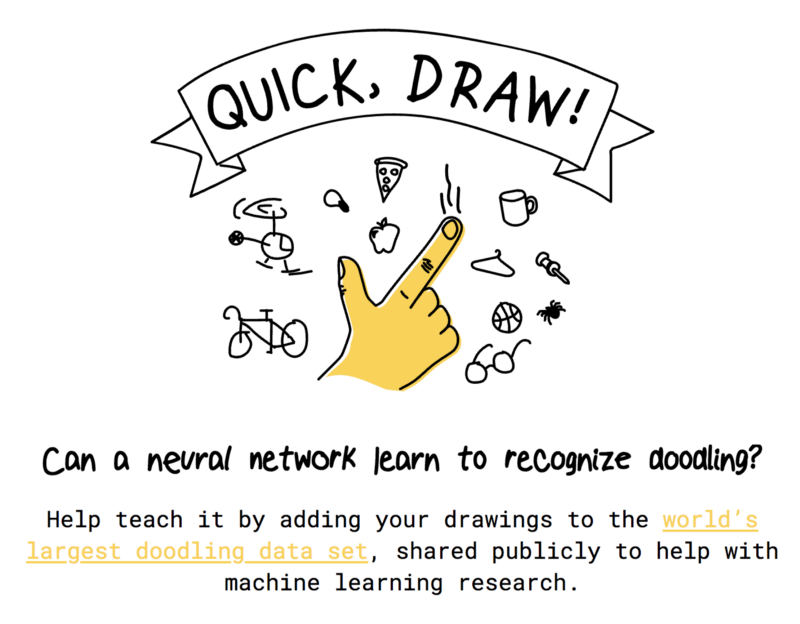 QUICK, DRAW!
Can a neural network learn to recognize doodling?
Help teach it by adding your drawings to the world's
largest doodling data set, shared publicly to help with
machine learning research.